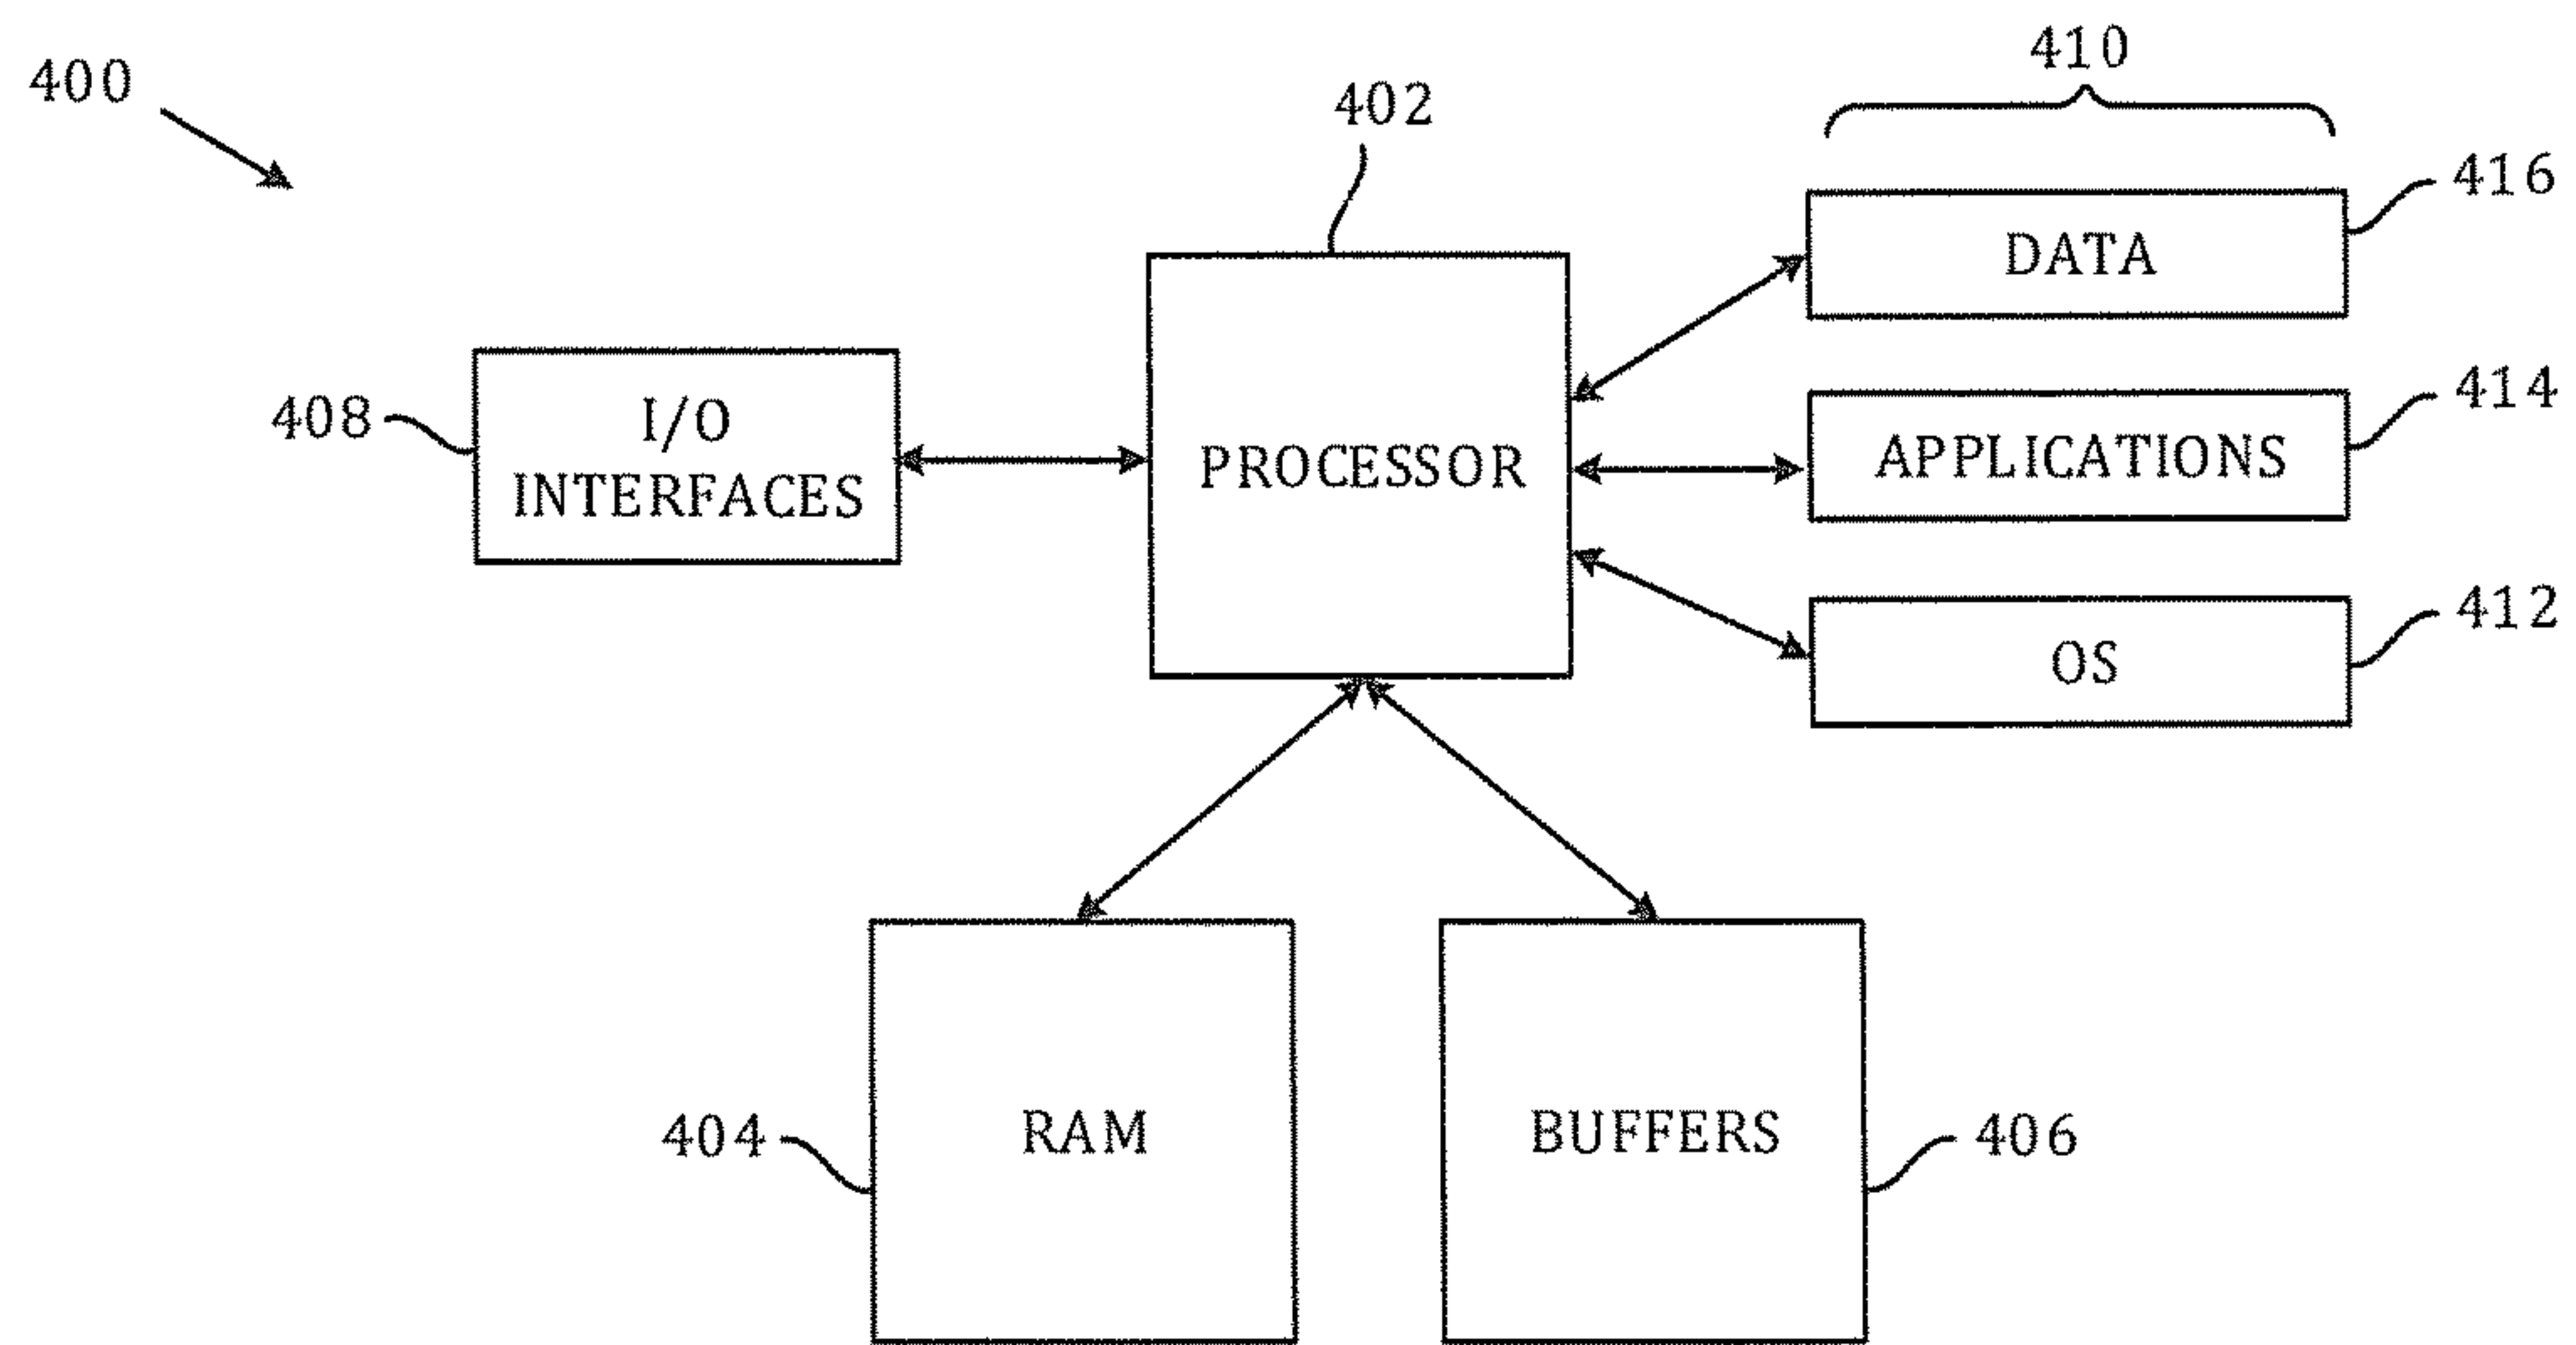 410
400
402
416
DATA
408
I/O
INTERFACES
PROCESSOR
414
APPLICATIONS
412
OS
404
RAM
BUFFERS
406